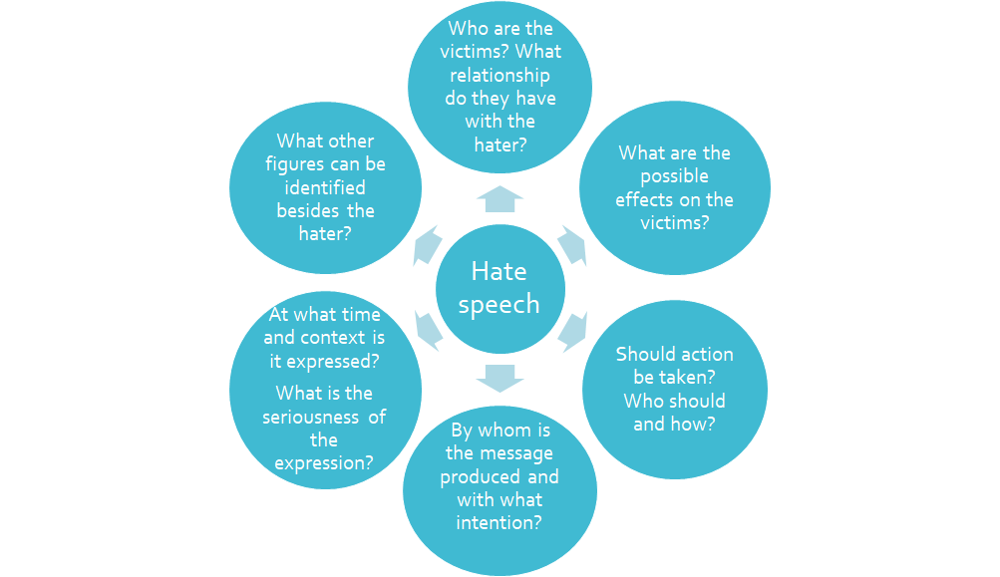 Who are the
victims? What
relationship
do they have
with the
hater?
What are the
possible
effects on the
victims?
Should action
be taken?
Who should
and how?
By whom is
the message
produced and
with what
intention?
At what time
and context is
it expressed?
What is the
seriousness of
the
expression?
What other
figures can be
identified
besides the
hater?
Hate
speech